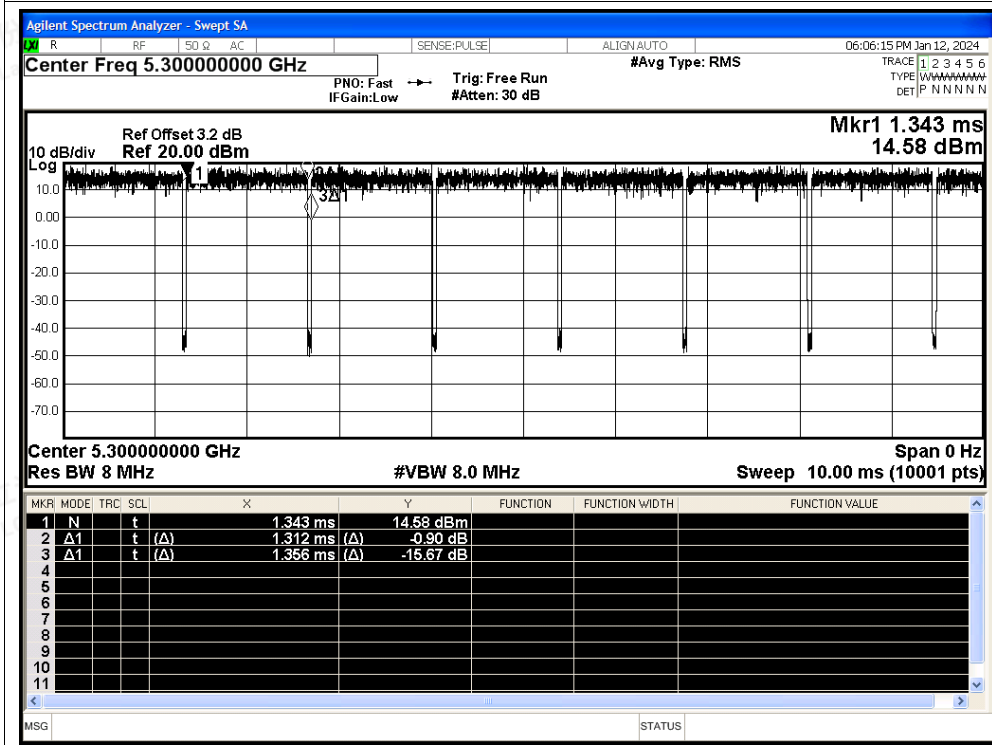 Agilent Spectrum Analyzer - Swept SA
LXI R RF 50 Ω AC SENSE:PULSE ALIGN AUTO 06:06:15 PM Jan 12, 2024
Center Freq 5.300000000 GHz #Avg Type: RMS TRACE 1 2 3 4 5 6
PNO: Fast Trig: Free Run TYPE W
IFGain:Low #Atten: 30 dB DET P N N N N N
Mkr1 1.343 ms
Ref Offset 3.2 dB
10 dB/div Ref 20.00 dBm 14.58 dBm
Log
1
10.0
3Δ1
0.00
-10.0
-20.0
-30.0
-40.0
-50.0
-60.0
-70.0
Center 5.300000000 GHz Span 0 Hz
Res BW 8 MHz #VBW 8.0 MHz Sweep 10.00 ms (10001 pts)
MKR MODE TRC SCL X Y FUNCTION FUNCTION WIDTH FUNCTION VALUE
1 N t 1.343 ms 14.58 dBm
2 Δ1 t (Δ) 1.312 ms (Δ) -0.90 dB
3 Δ1 t (Δ) 1.356 ms (Δ) -15.67 dB
4
5
6
7
8
9
10
11
MSG STATUS